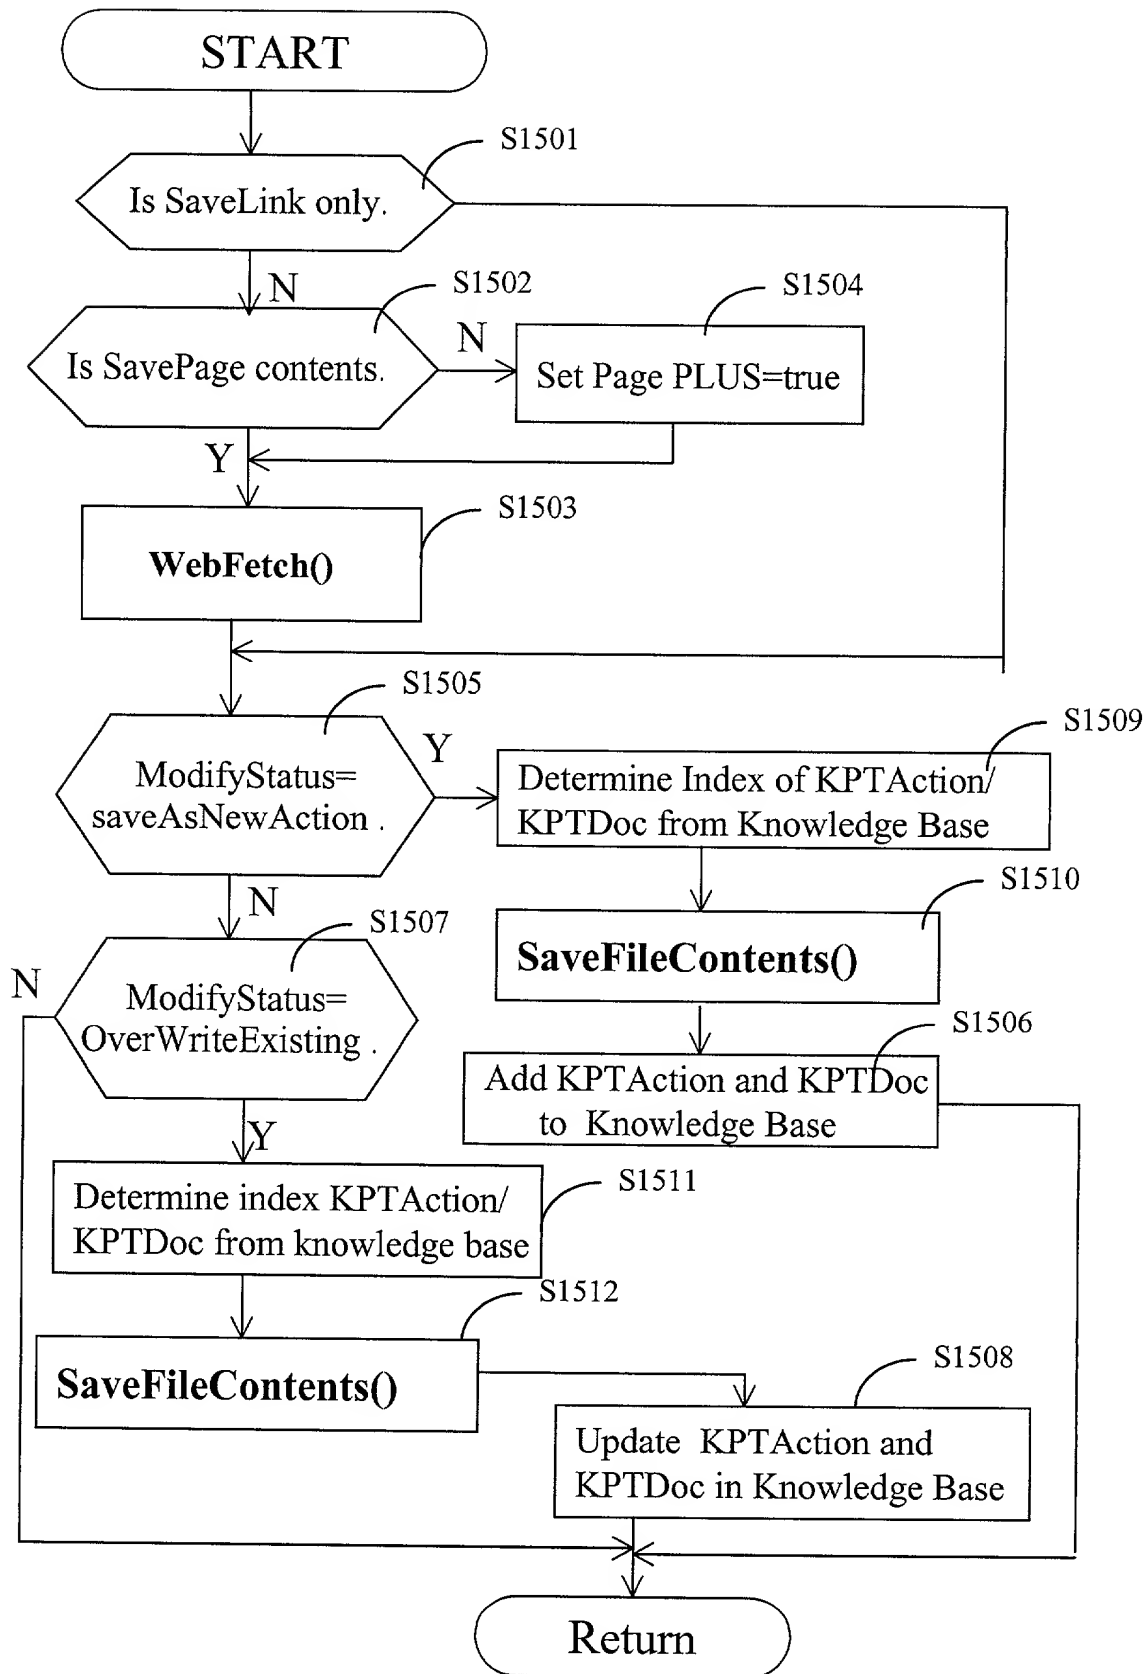 START
S1501
Is SaveLink only.
N
S1502
S1504
Is SavePage contents.
N
Set Page PLUS=true
Y
S1503
WebFetch()
S1505
S1509
ModifyStatus=
saveAsNewAction .
Y
Determine Index of KPTAction/
KPTDoc from Knowledge Base
N
S1510
S1507
SaveFileContents()
N
ModifyStatus=
OverWriteExisting .
S1506
Add KPTAction and KPTDoc
to Knowledge Base
Y
S1511
Determine index KPTAction/
KPTDoc from knowledge base
S1512
SaveFileContents()
S1508
Update KPTAction and
KPTDoc in Knowledge Base
Return